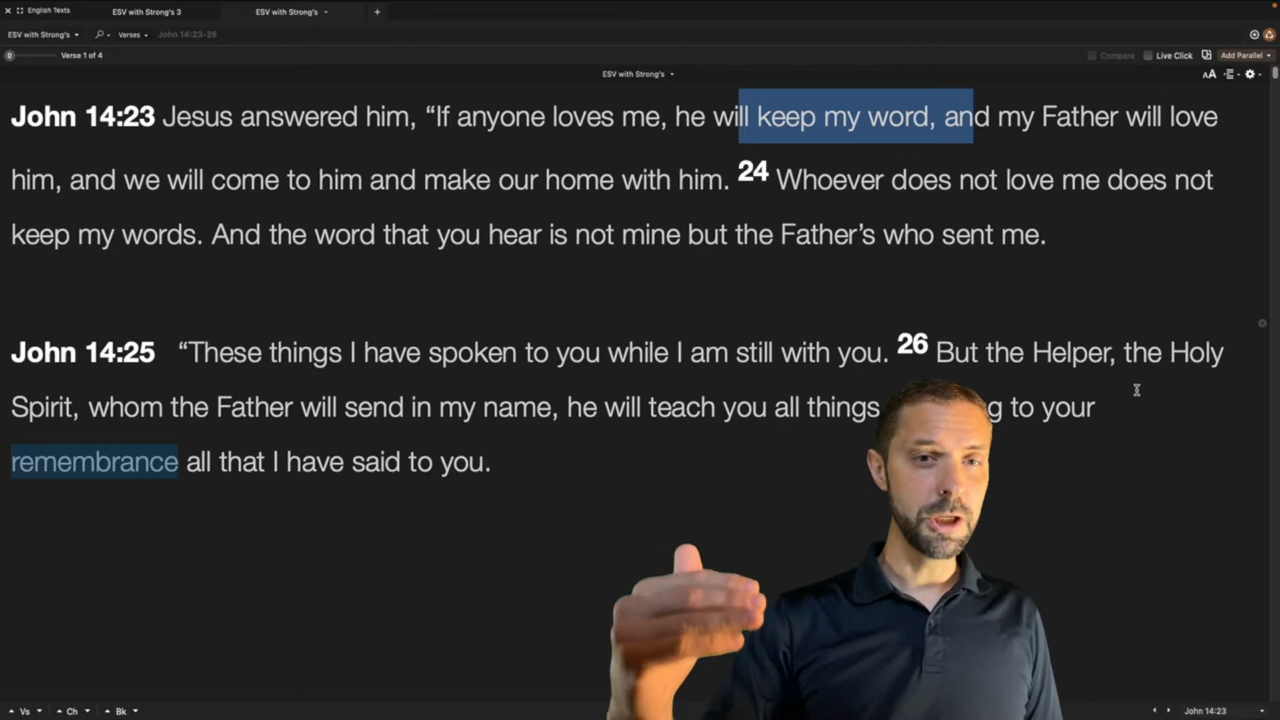 English Texts
ESV with Strong's 3
ESV with Strong's
+
ESV with Strong's
Verses
John 14:23-26
0
Verse 1 of 4
Compare
Live Click
Add Parallel
ESV with Strong's
AA
John 14:23 Jesus answered him, “If anyone loves me, he will keep my word, and my Father will love
him, and we will come to him and make our home with him. 24 Whoever does not love me does not
keep my words. And the word that you hear is not mine but the Father’s who sent me.
John 14:25 “These things I have spoken to you while I am still with you. 26 But the Helper, the Holy
Spirit, whom the Father will send in my name, he will teach you all things g to your
remembrance all that I have said to you.
Vs Ch Bk
John 14:23